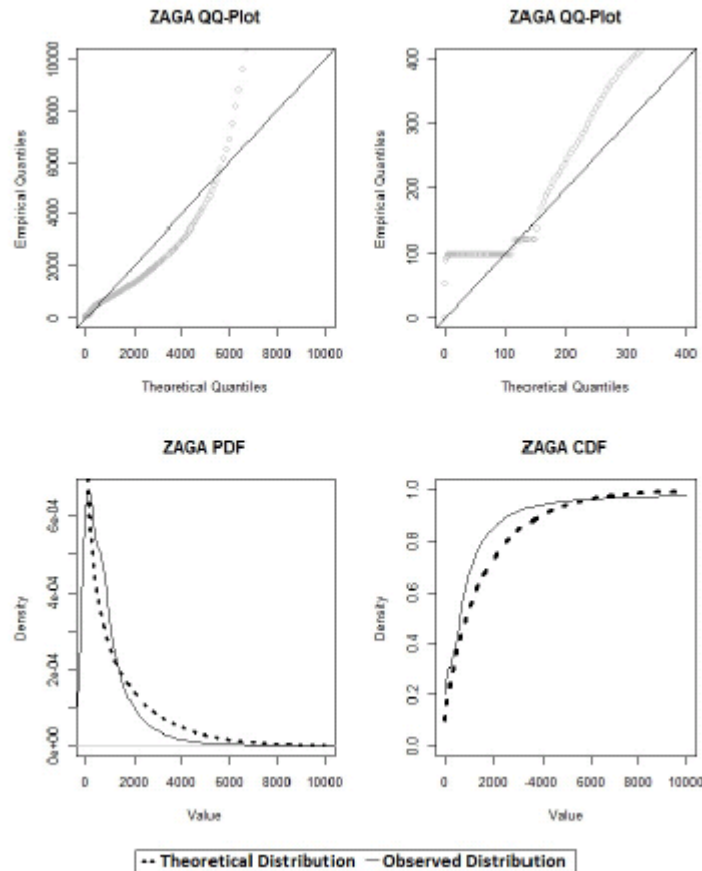 ZAGA QQ-Plot
Empirical Quantiles
0 2000 4000 6000 8000 10000
0 2000 4000 6000 8000 10000
Theoretical Quantiles
ZAGA QQ-Plot
Empirical Quantiles
0 100 200 300 400
0 100 200 300 400
Theoretical Quantiles
ZAGA PDF
Density
0e+00 2e-04 4e-04 6e-04
0 2000 4000 6000 8000 10000
Value
ZAGA CDF
Density
0.0 0.2 0.4 0.6 0.8 1.0
0 2000 4000 6000 8000 10000
Value
Theoretical Distribution — Observed Distribution